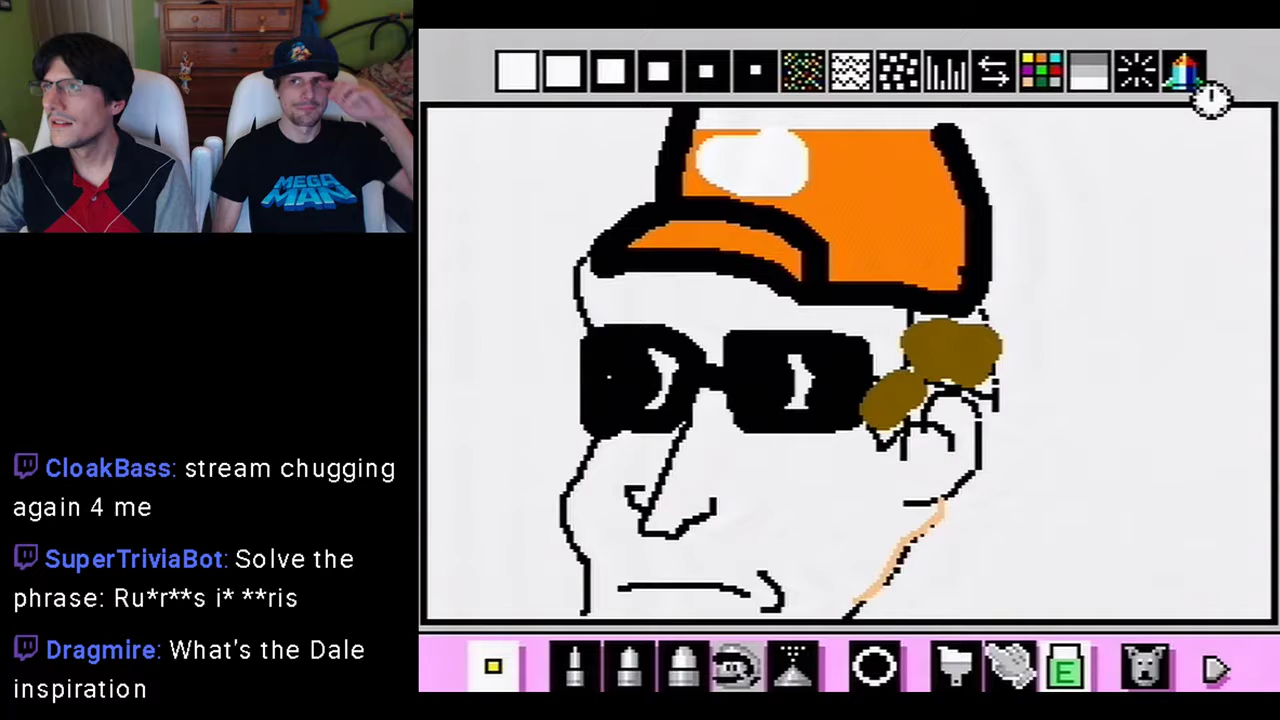 MEGA
MAN
CloakBass: stream chugging
again 4 me
SuperTriviaBot: Solve the
phrase: Ru*r**s i* **ris
Dragmire: What's the Dale
inspiration
E